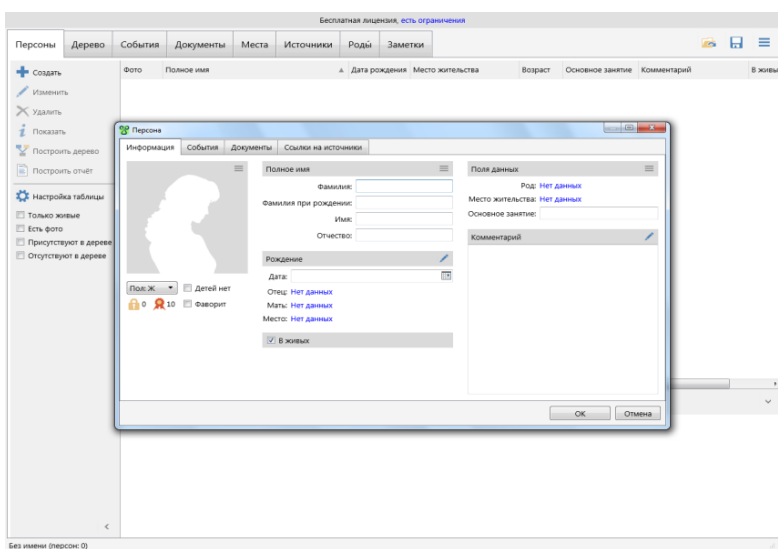 Бесплатная лицензия, есть ограничения
Персоны Дерево События Документы Места Источники Роды Заметки
Создать
Изменить
Удалить
Показать
Построить дерево
Построить отчёт
Настройка таблицы
Только живые
Есть фото
Присутствуют в дереве
Отсутствуют в дереве
Фото Полное имя Дата рождения Место жительства Возраст Основное занятие Комментарий В живы
Персона
Информация События Документы Ссылки на источники
Пол: Ж Детей нет
0 10 Фаворит
Полное имя
Фамилия:
Фамилия при рождении:
Имя:
Отчество:
Рождение
Дата:
Отец: Нет данных
Мать: Нет данных
Место: Нет данных
В живых
Поля данных
Род: Нет данных
Место жительства: Нет данных
Основное занятие:
Комментарий
ОК Отмена
Без имени (персон: 0)